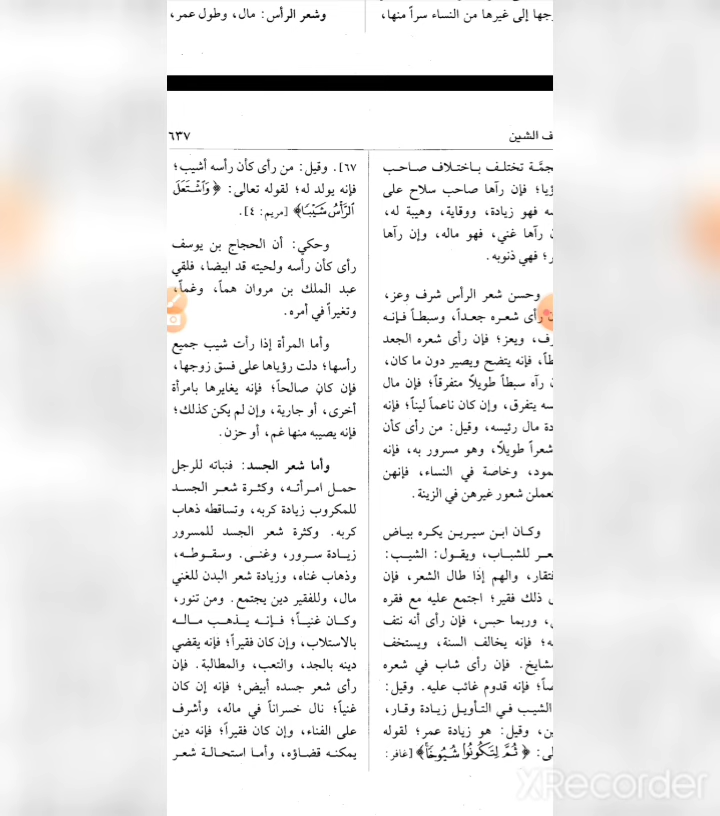 وجها إلى غيرها من النساء سراً منها،
وشعر الرأس: مال، وطول عمر،
ف الشين
٦٣٧
جمَّة تختلف باختلاف صاحب
ؤيا؛ فإن رآها صاحب سلاح على
سه فهو زيادة، ووقاية، وهيبة له،
ن رآها غني، فهو ماله، وإن رآها
ر؛ فهي ذنوبه.
وحسن شعر الرأس شرف وعز،
رأى شعره جعداً، وسبطاً فإنه
رف، ويعز؛ فإن رأى شعره الجعد
طاً، فإنه يتضح ويصير دون ما كان،
ن رآه سبطاً طويلاً متفرقاً؛ فإن مال
سه يتفرق، وإن كان ناعماً ليناً؛ فإنه
دة مال رئيسه، وقيل: من رأى كأن
شعراً طويلاً، وهو مسرور به، فإنه
مود، وخاصة في النساء، فإنهن
تعملن شعور غيرهن في الزينة.
وكان ابن سيرين يكره بياض
عر للشباب، ويقول: الشيب:
فتقار، والهم إذا طال الشعر، فإن
ى ذلك فقير؛ اجتمع عليه مع فقره
، وربما حبس، فإن رأى أنه نتف
ه؛ فإنه يخالف السنة، ويستخف
مشايخ. فإن رأى شاب في شعره
ضاً؛ فإنه قدوم غائب عليه. وقيل:
الشيب في التأويل زيادة وقار،
ين، وقيل: هو زيادة عمر؛ لقوله
لى: ﴿ثُمَّ لِتَكُونُوا شُيُوخًا﴾ [غافر:
٦٧]. وقيل: من رأى كأن رأسه أشيب؛
فإنه يولد له؛ لقوله تعالى: ﴿وَاشْتَعَلَ
الرَّأْسُ شَيْبًا﴾ [مريم: ٤].
وحكي: أن الحجاج بن يوسف
رأى كأن رأسه ولحيته قد ابيضا، فلقي
عبد الملك بن مروان هماً، وغماً،
وتغيراً في أمره.
وأما المرأة إذا رأت شيب جميع
رأسها؛ دلت رؤياها على فسق زوجها،
فإن كان صالحاً؛ فإنه يغايرها بامرأة
أخرى، أو جارية، وإن لم يكن كذلك؛
فإنه يصيبه منها غم، أو حزن.
وأما شعر الجسد: فنباته للرجل
حمل امرأته، وكثرة شعر الجسد
للمكروب زيادة كربه، وتساقطه ذهاب
كربه. وكثرة شعر الجسد للمسرور
زيادة سرور، وغنى. وسقوطه،
وذهاب غناه، وزيادة شعر البدن للغني
مال، وللفقير دين يجتمع. ومن تنور،
وكان غنياً؛ فإنه يذهب ماله
بالاستلاب، وإن كان فقيراً؛ فإنه يقضي
دينه بالجد، والتعب، والمطالبة. فإن
رأى شعر جسده أبيض؛ فإنه إن كان
غنياً؛ نال خسراناً في ماله، وأشرف
على الفناء، وإن كان فقيراً؛ فإنه دين
يمكنه قضاؤه، وأما استحالة شعر
XRecorder